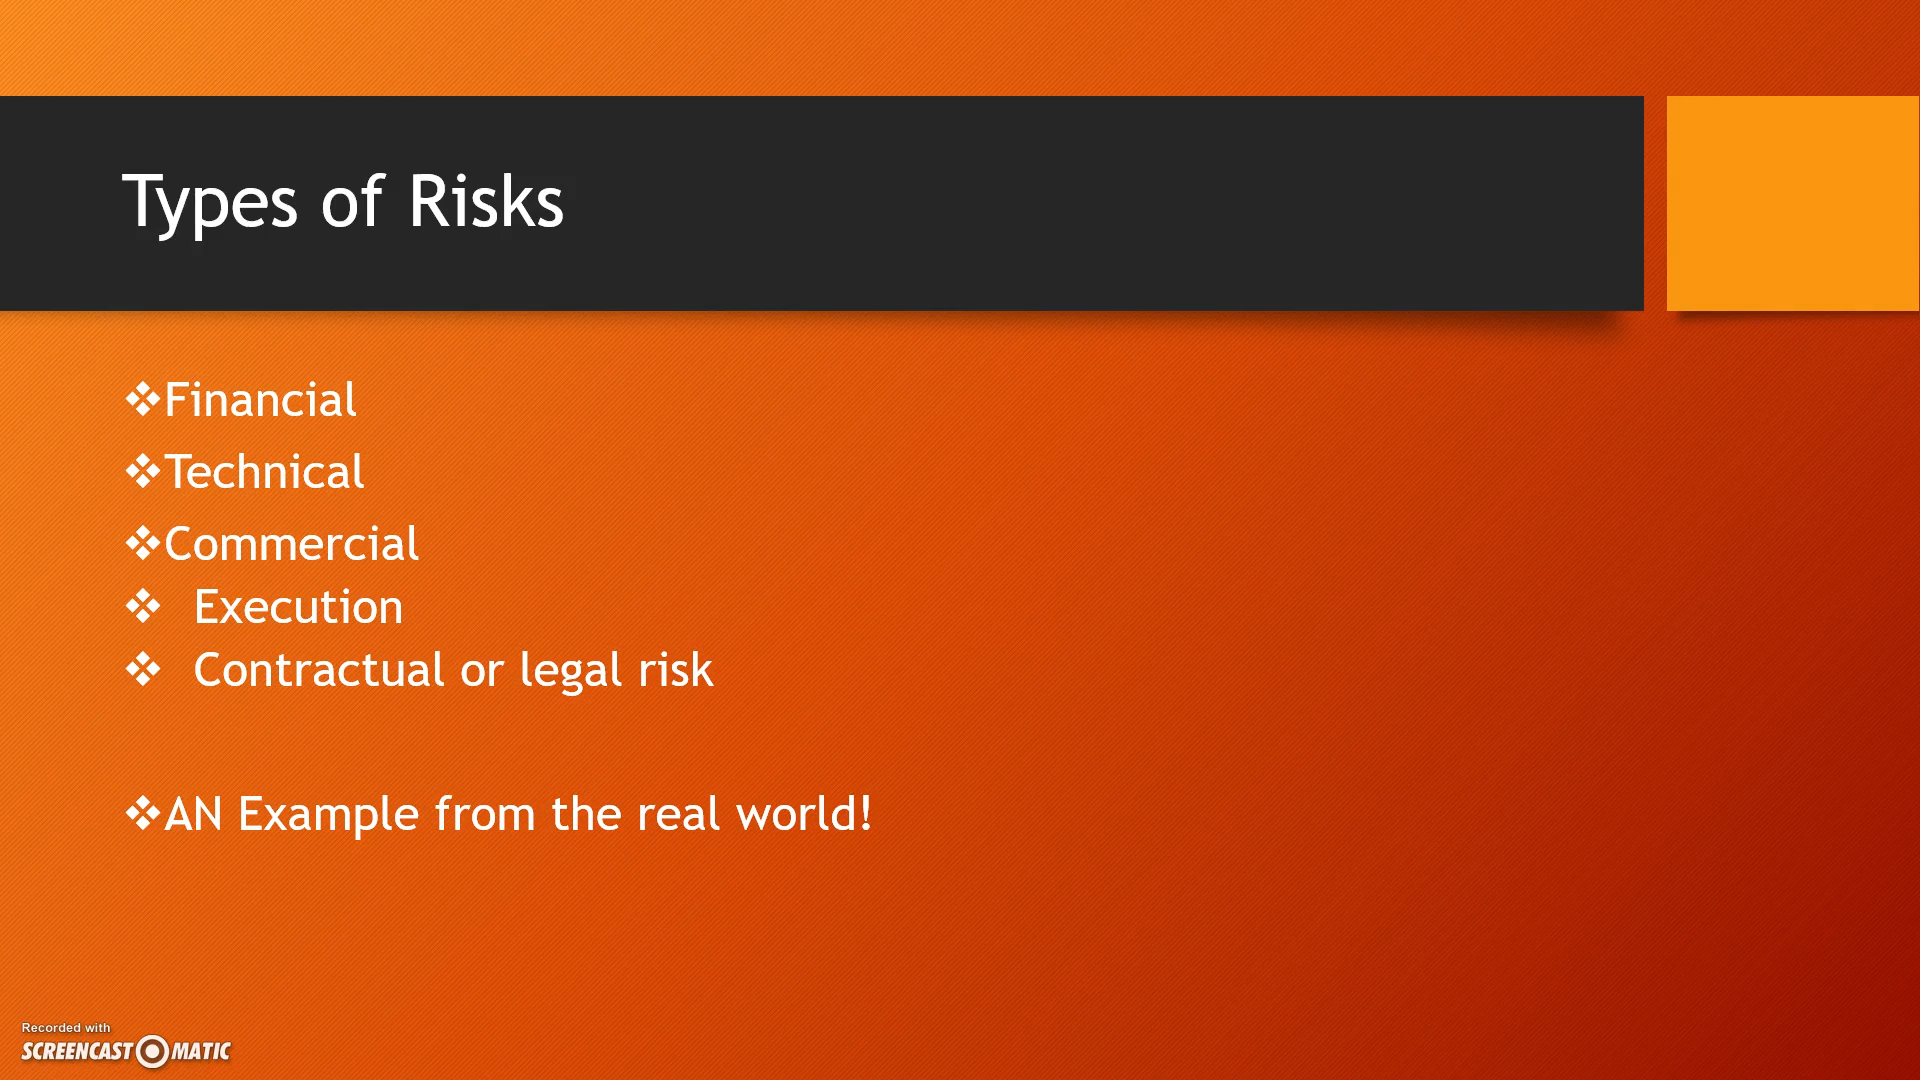 Types of Risks
❖Financial
❖Technical
❖Commercial
❖ Execution
❖ Contractual or legal risk
❖AN Example from the real world!
Recorded with
SCREENCAST MATIC